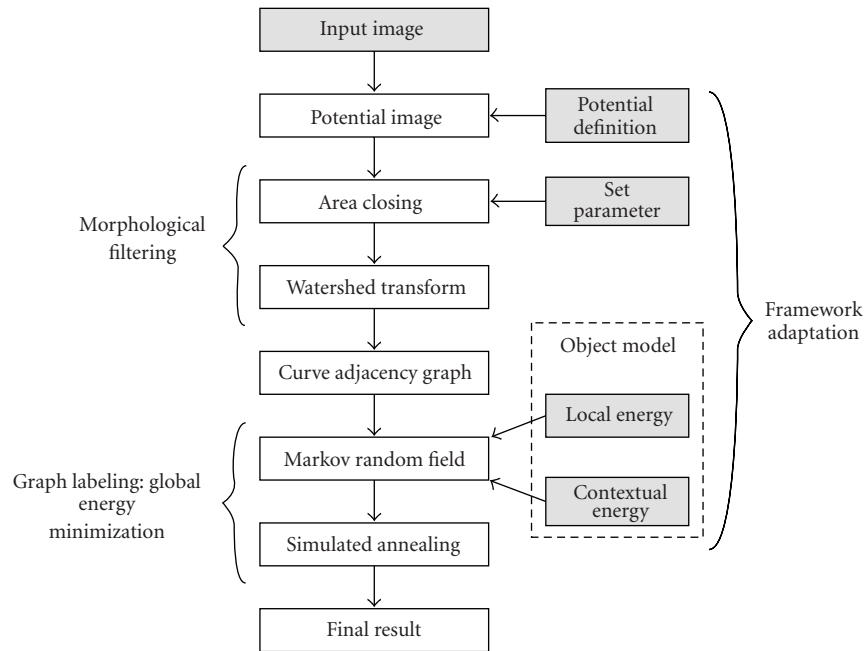 Input image
Potential image
Potential
definition
Area closing
Set
parameter
Morphological
filtering
Watershed transform
Framework
adaptation
Object model
Curve adjacency graph
Local energy
Markov random field
Graph labeling: global
energy
minimization
Contextual
energy
Simulated annealing
Final result